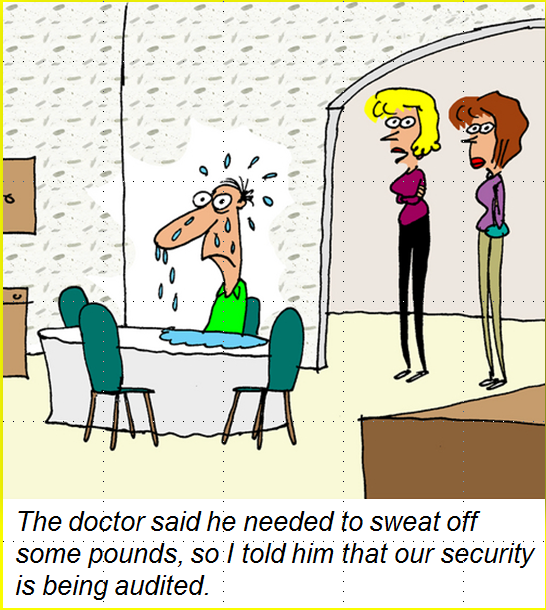 The doctor said he needed to sweat off
some pounds, so I told him that our security
is being audited.